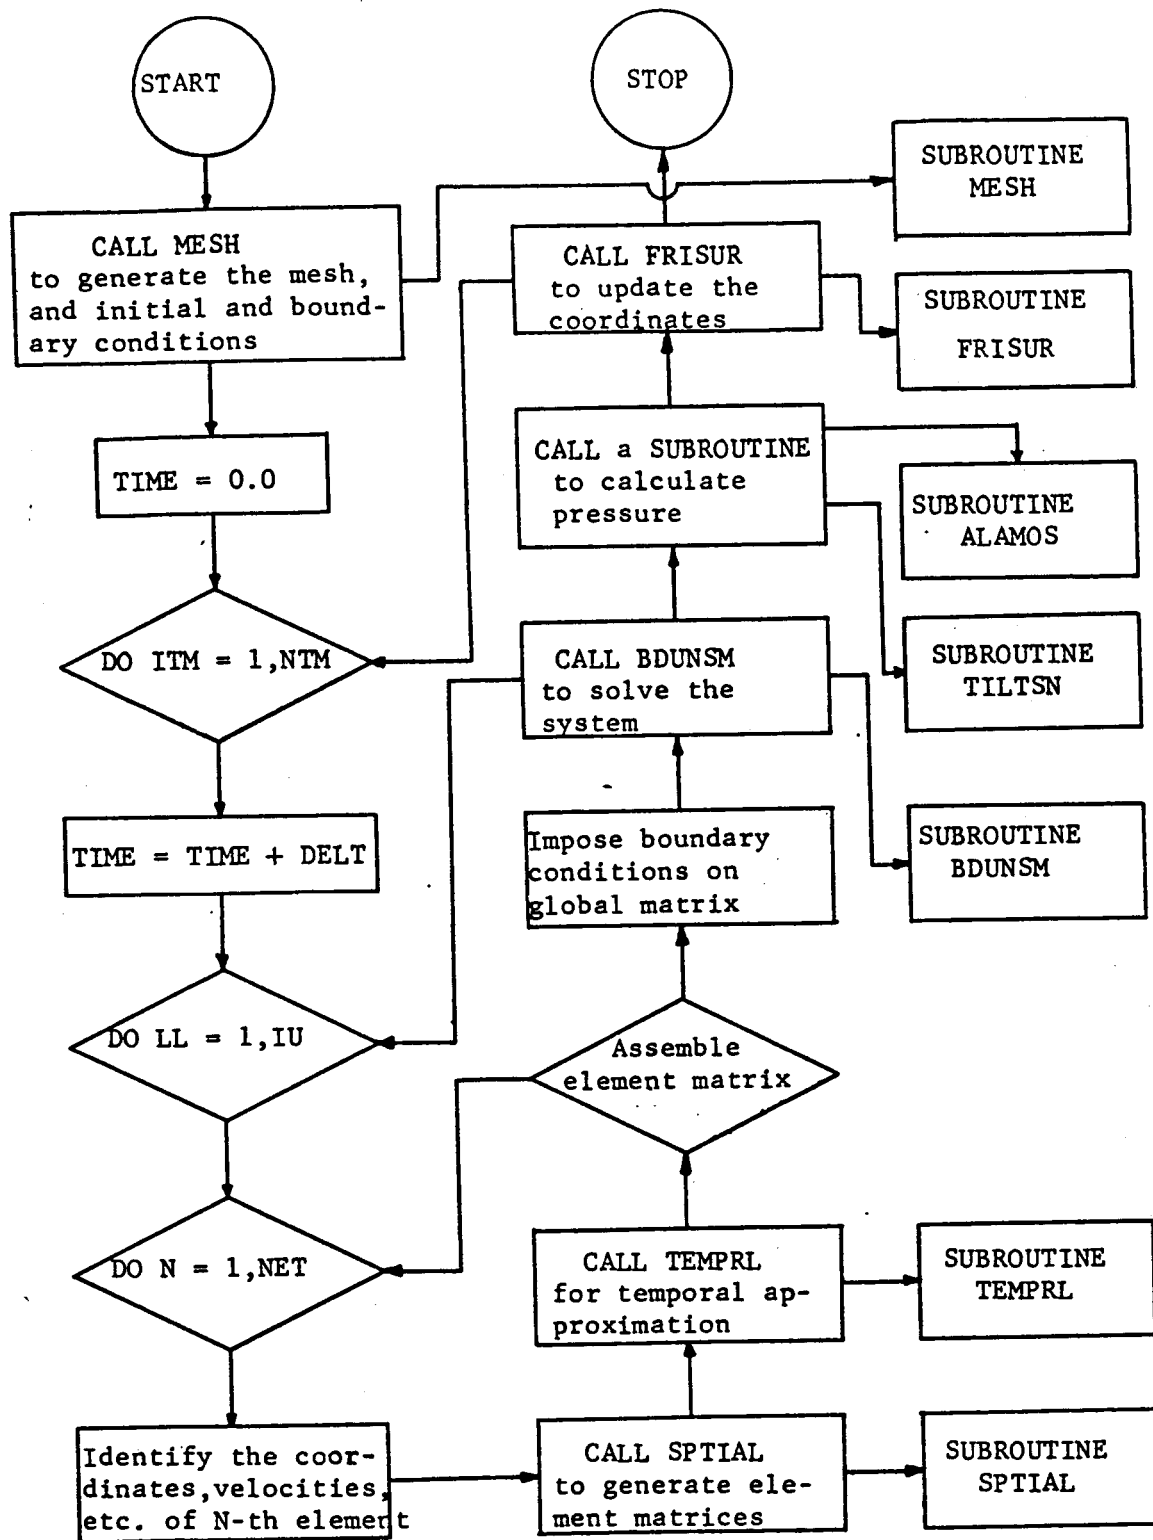 START
CALL MESH
to generate the mesh,
and initial and bound-
ary conditions
TIME = 0.0
DO ITM = 1,NTM
TIME = TIME + DELT
DO LL = 1,IU
DO N = 1,NET
Identify the coor-
dinates,velocities,
etc. of N-th element
STOP
CALL FRISUR
to update the
coordinates
CALL a SUBROUTINE
to calculate
pressure
CALL BDUNSM
to solve the
system
Impose boundary
conditions on
global matrix
Assemble
element matrix
CALL TEMPRL
for temporal ap-
proximation
CALL SPTIAL
to generate ele-
ment matrices
SUBROUTINE
MESH
SUBROUTINE
FRISUR
SUBROUTINE
ALAMOS
SUBROUTINE
TILTSN
SUBROUTINE
BDUNSM
SUBROUTINE
TEMPRL
SUBROUTINE
SPTIAL